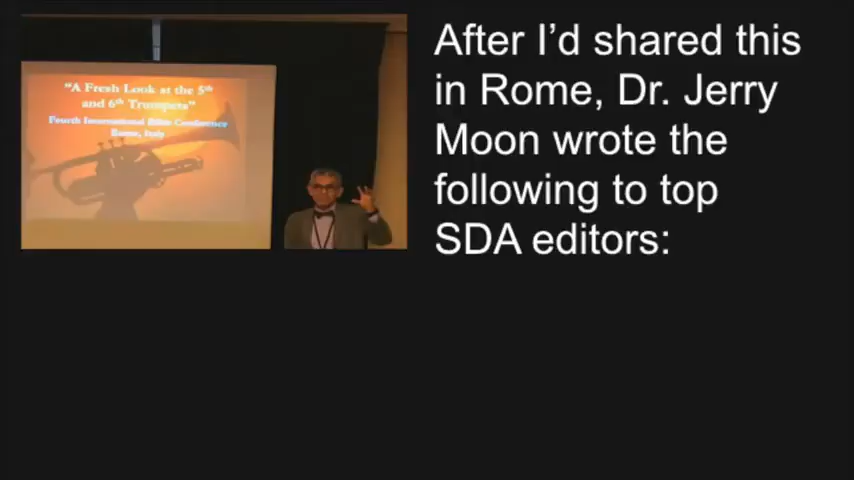 "A Fresh Look at the 5th
and 6th Trumpets"
Fourth International Bible Conference
Rome, Italy
After I'd shared this
in Rome, Dr. Jerry
Moon wrote the
following to top
SDA editors: